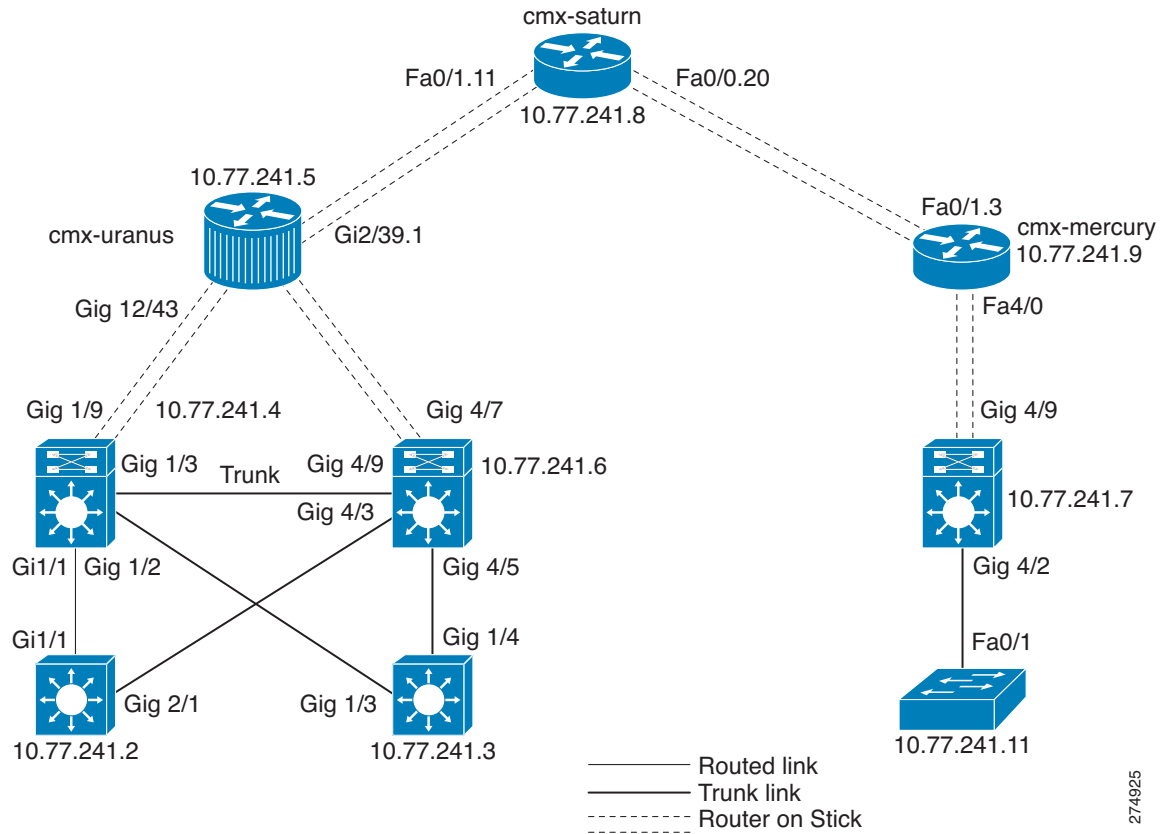 cmx-saturn
Fa0/1.11
Fa0/0.20
10.77.241.8
10.77.241.5
cmx-uranus
Gi2/39.1
Fa0/1.3
cmx-mercury
10.77.241.9
Gig 12/43
Fa4/0
Gig 1/9
10.77.241.4
Gig 4/7
Gig 4/9
Gig 1/3
Trunk
Gig 4/9
10.77.241.6
Gig 4/3
10.77.241.7
Gi1/1
Gig 1/2
Gig 4/5
Gig 4/2
Gi1/1
Gig 1/4
Fa0/1
Gig 2/1
Gig 1/3
10.77.241.2
10.77.241.3
10.77.241.11
Routed link
Trunk link
Router on Stick
274925